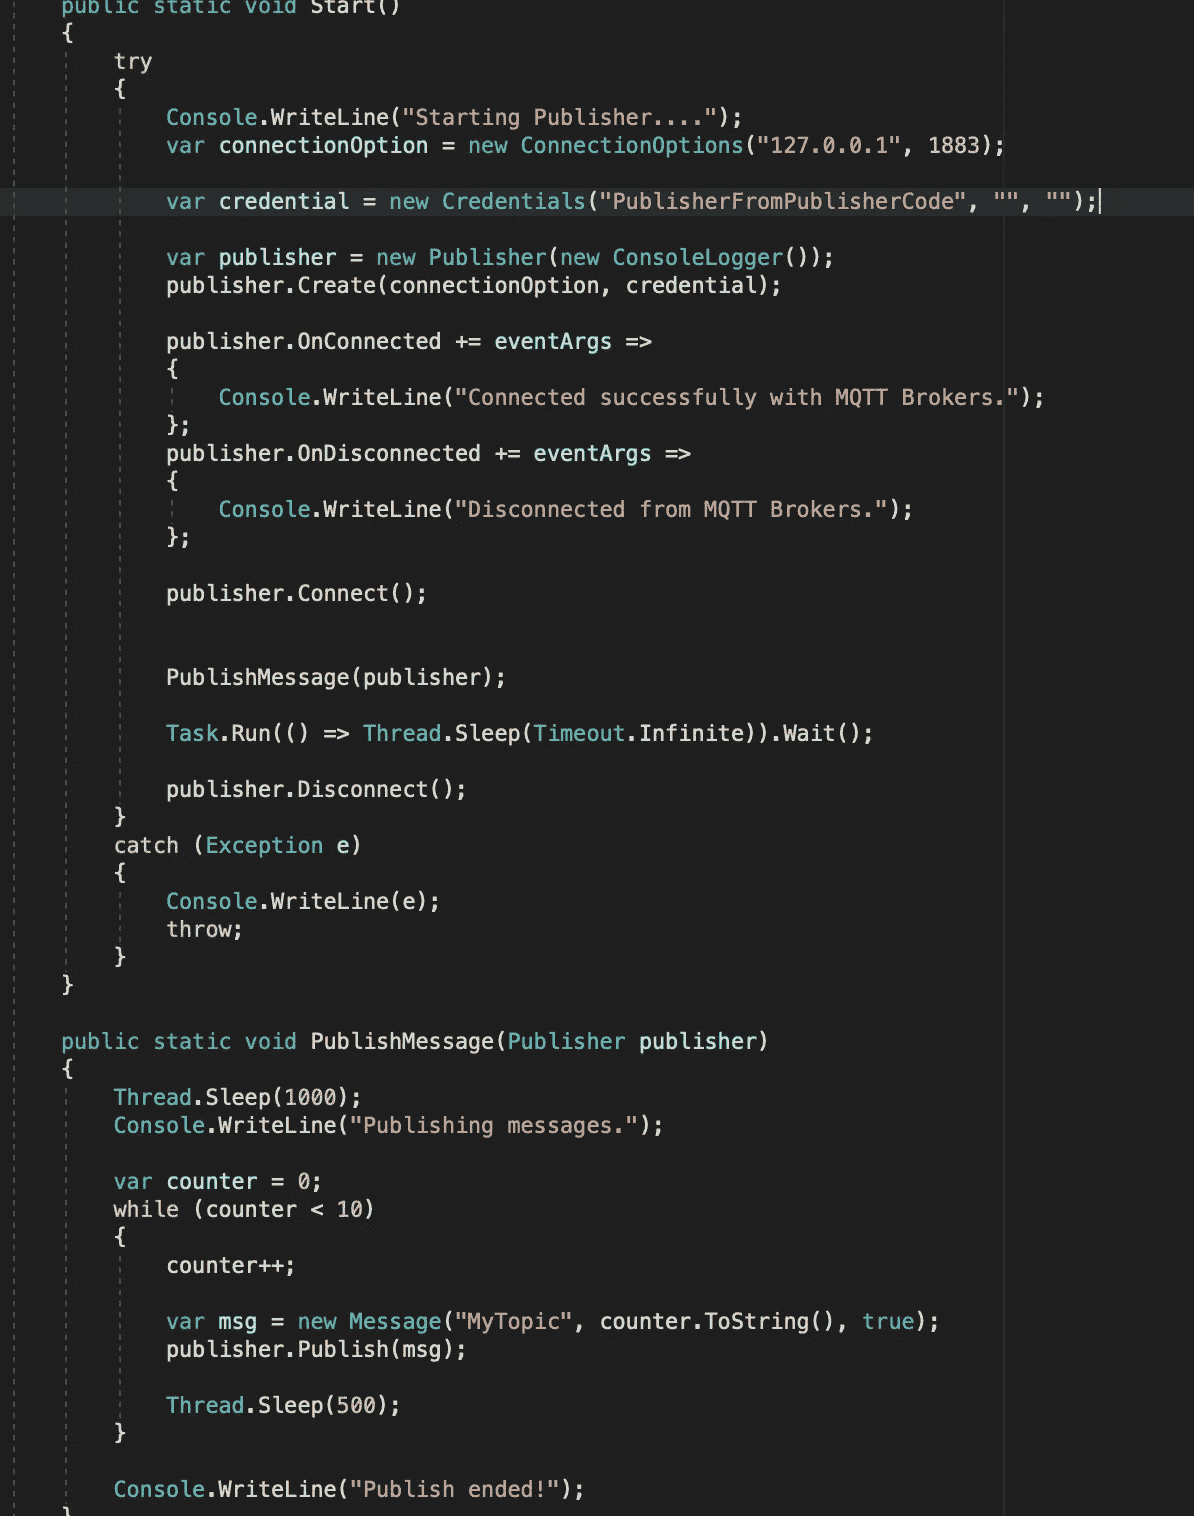 public static void Start()
{
try
{
Console.WriteLine("Starting Publisher....");
var connectionOption = new ConnectionOptions("127.0.0.1", 1883);
var credential = new Credentials("PublisherFromPublisherCode", "", "");
var publisher = new Publisher(new ConsoleLogger());
publisher.Create(connectionOption, credential);
publisher.OnConnected += eventArgs =>
{
Console.WriteLine("Connected successfully with MQTT Brokers.");
};
publisher.OnDisconnected += eventArgs =>
{
Console.WriteLine("Disconnected from MQTT Brokers.");
};
publisher.Connect();
PublishMessage(publisher);
Task.Run(() => Thread.Sleep(Timeout.Infinite)).Wait();
publisher.Disconnect();
}
catch (Exception e)
{
Console.WriteLine(e);
throw;
}
}
public static void PublishMessage(Publisher publisher)
{
Thread.Sleep(1000);
Console.WriteLine("Publishing messages.");
var counter = 0;
while (counter < 10)
{
counter++;
var msg = new Message("MyTopic", counter.ToString(), true);
publisher.Publish(msg);
Thread.Sleep(500);
}
Console.WriteLine("Publish ended!");
}